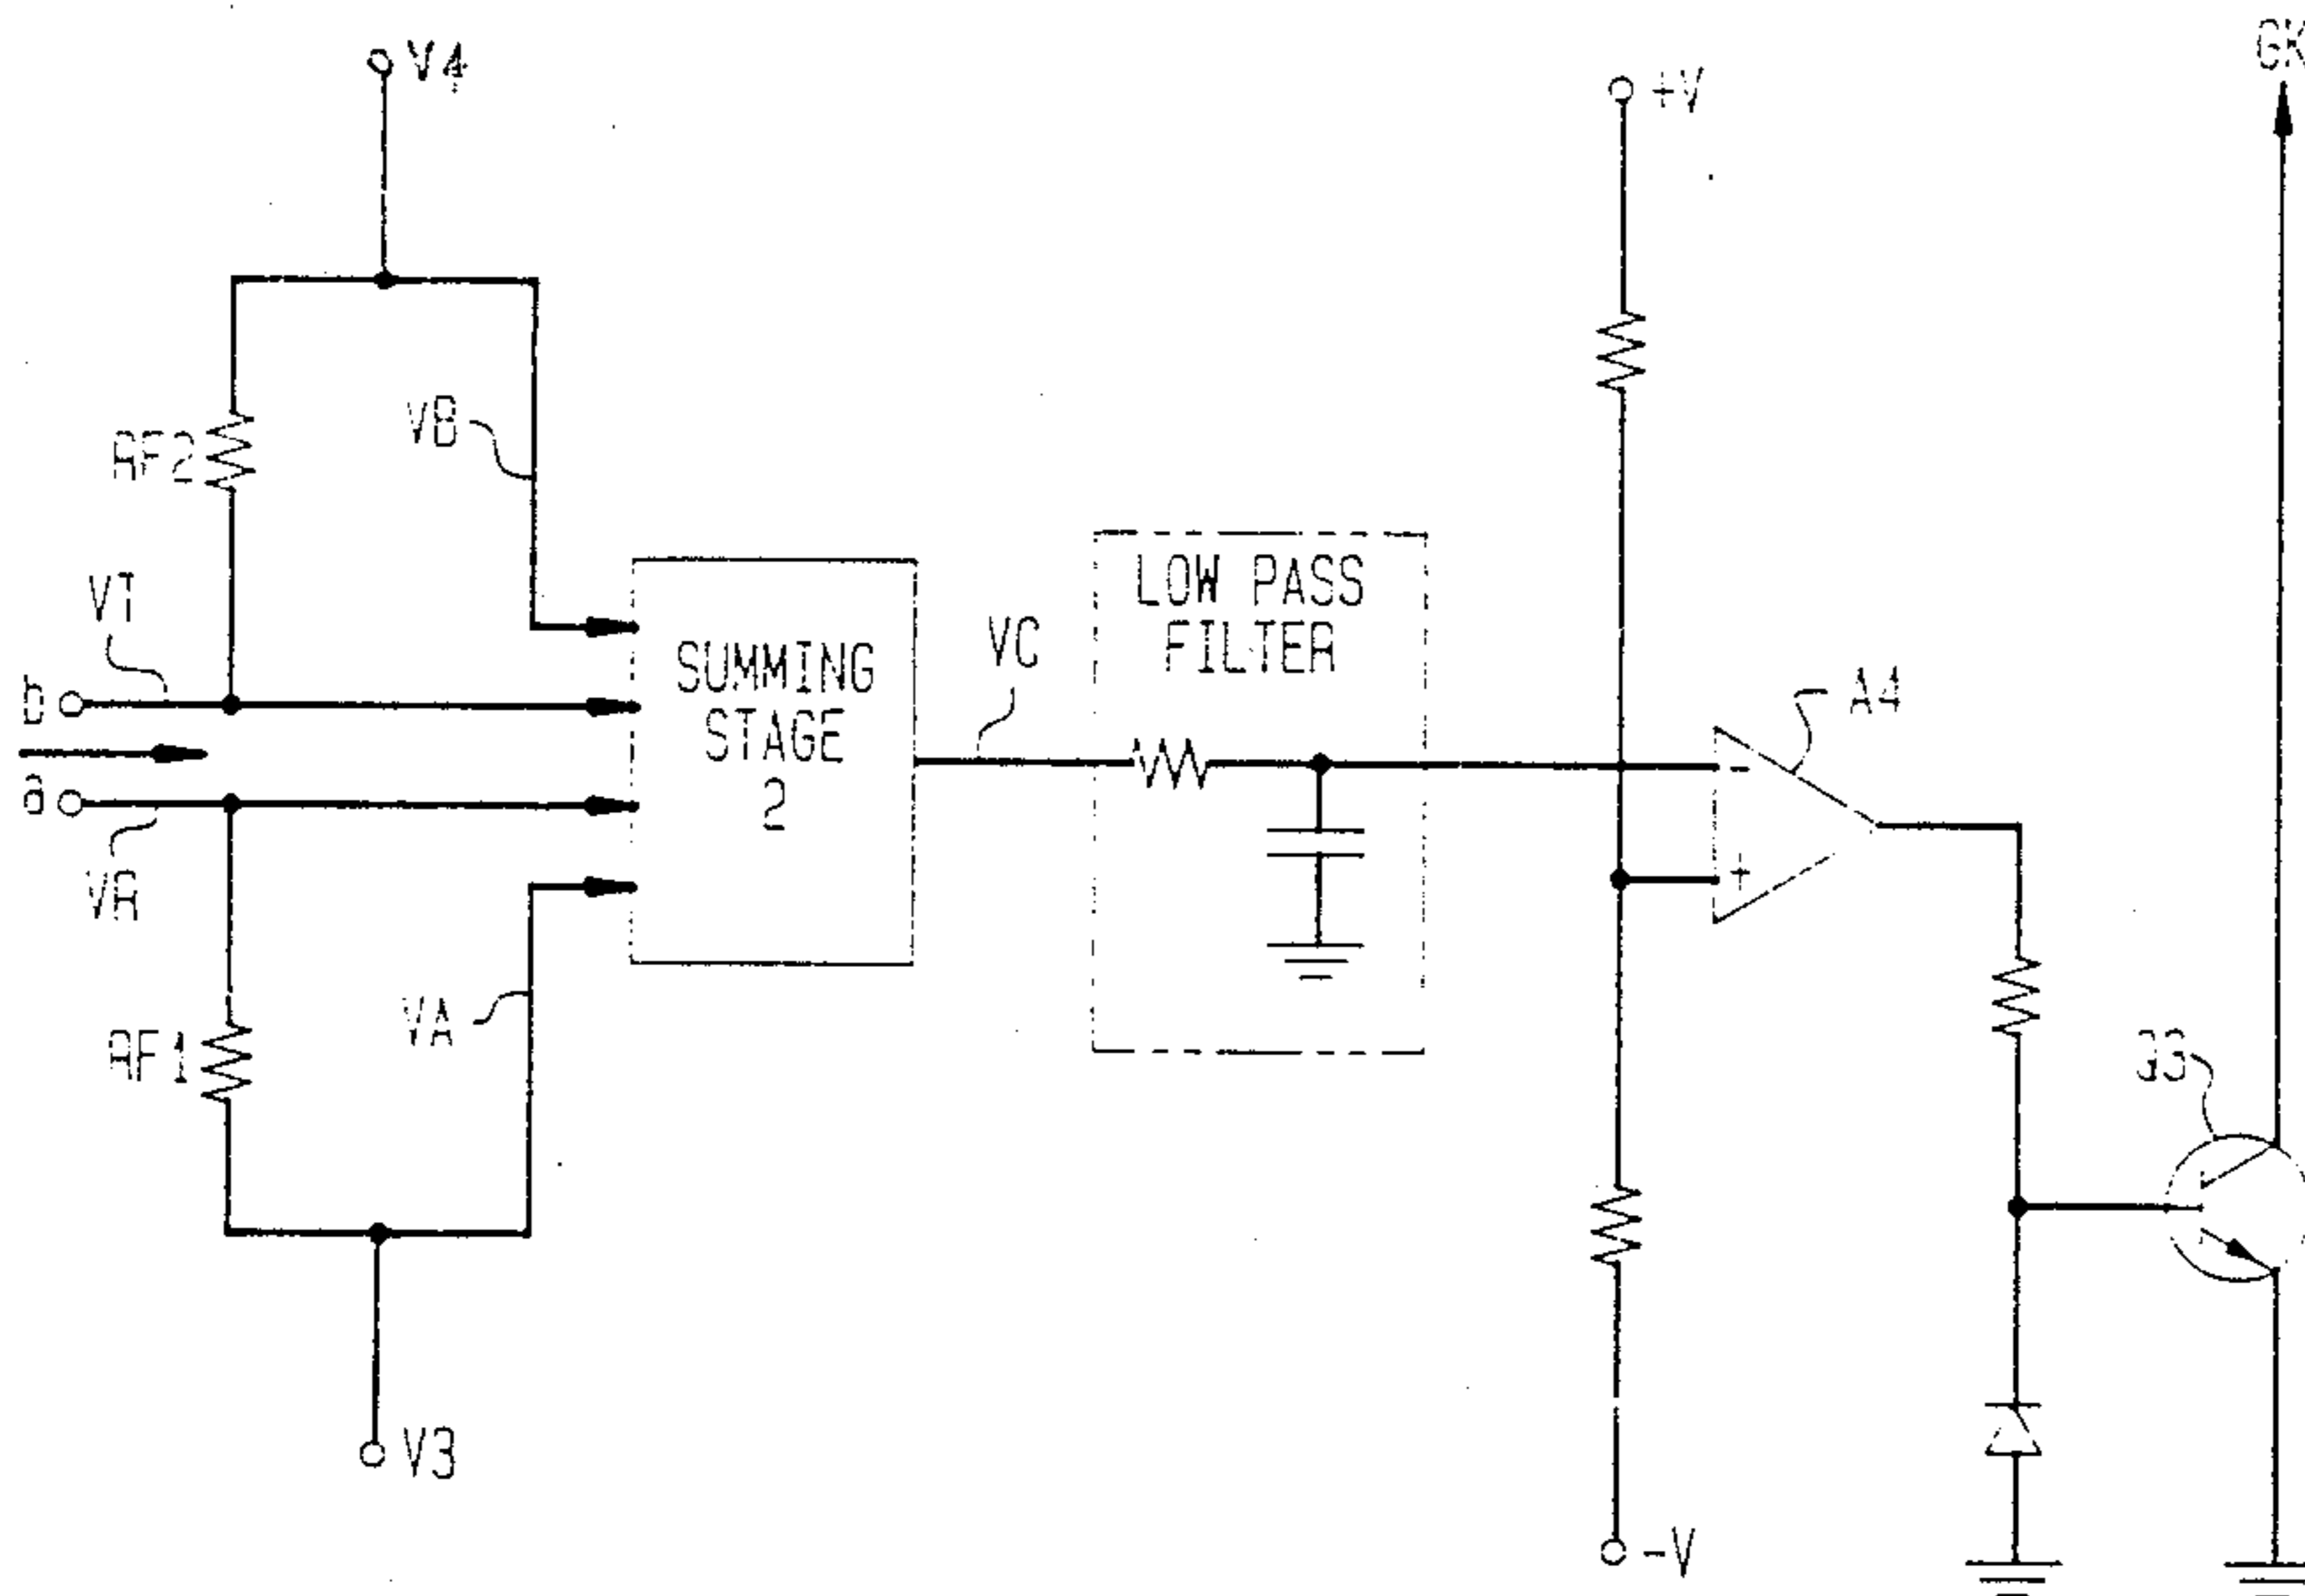 V4
+V
VB
RF2
LOW PASS
FILTER
VT
SUMMING
STAGE
2
VC
b
A4
a
-
+
VR
VA
RF1
Q3
V3
-V